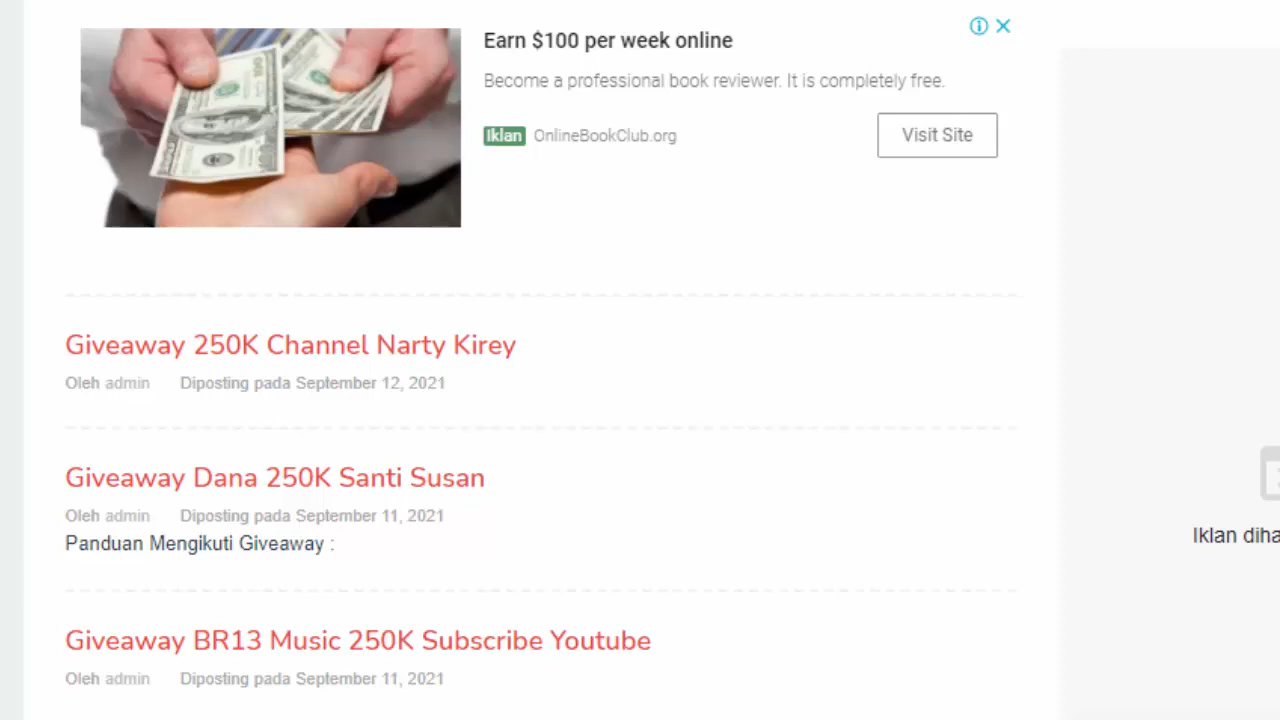 Earn $100 per week online
Become a professional book reviewer. It is completely free.
Iklan OnlineBookClub.org
Visit Site
Giveaway 250K Channel Narty Kirey
Oleh admin Diposting pada September 12, 2021
Giveaway Dana 250K Santi Susan
Oleh admin Diposting pada September 11, 2021
Panduan Mengikuti Giveaway :
Giveaway BR13 Music 250K Subscribe Youtube
Oleh admin Diposting pada September 11, 2021
Iklan